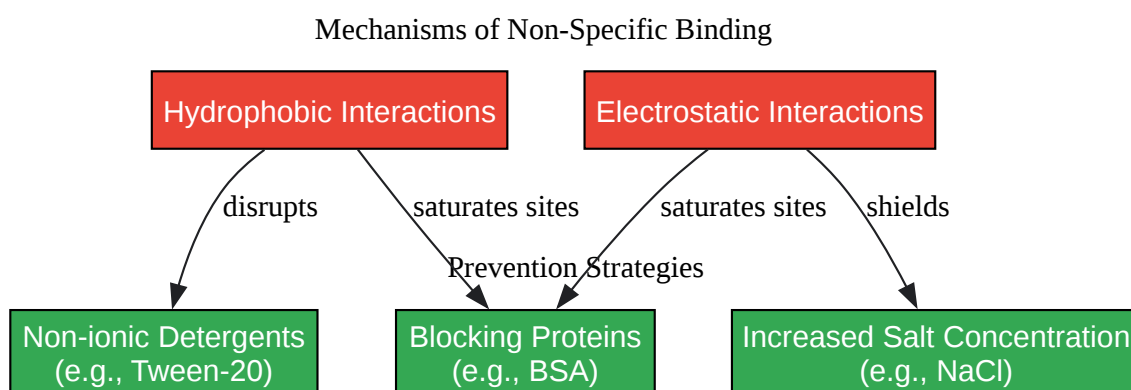 Mechanisms of Non-Specific Binding
Hydrophobic Interactions
Electrostatic Interactions
disrupts
saturates sites
saturates sites
shields
Prevention Strategies
Non-ionic Detergents
(e.g., Tween-20)
Blocking Proteins
(e.g., BSA)
Increased Salt Concentration
(e.g., NaCl)